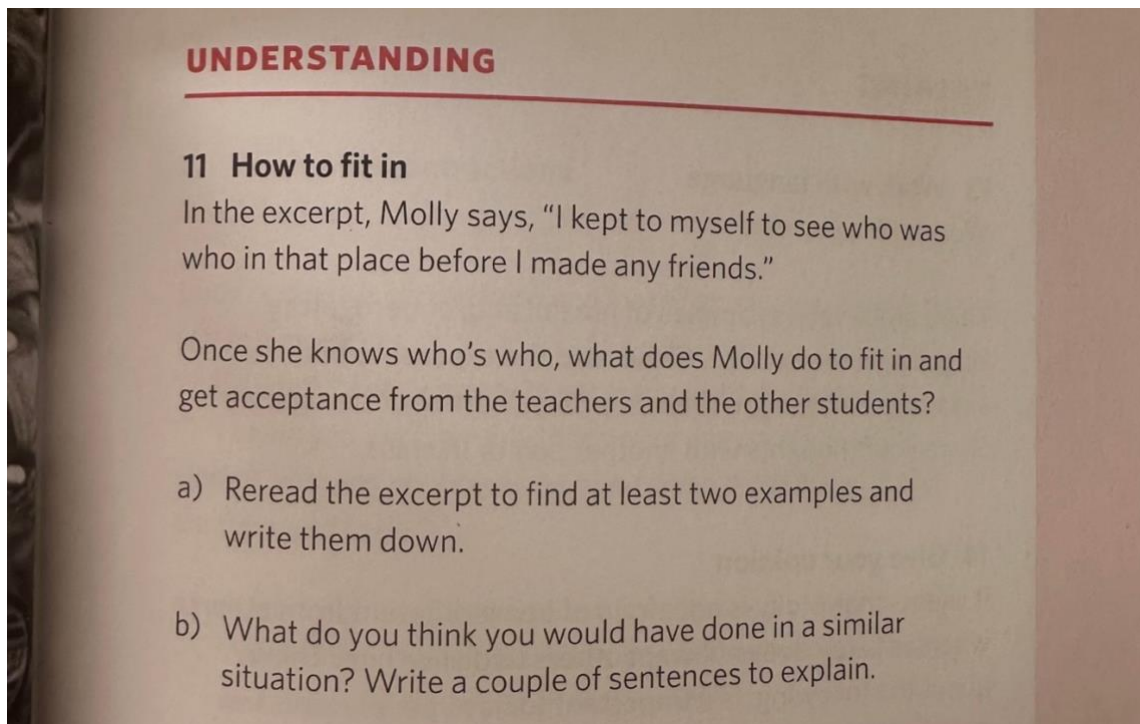 UNDERSTANDING
11 How to fit in
In the excerpt, Molly says, “I kept to myself to see who was
who in that place before I made any friends.”
Once she knows who’s who, what does Molly do to fit in and
get acceptance from the teachers and the other students?
a) Reread the excerpt to find at least two examples and
write them down.
b) What do you think you would have done in a similar
situation? Write a couple of sentences to explain.